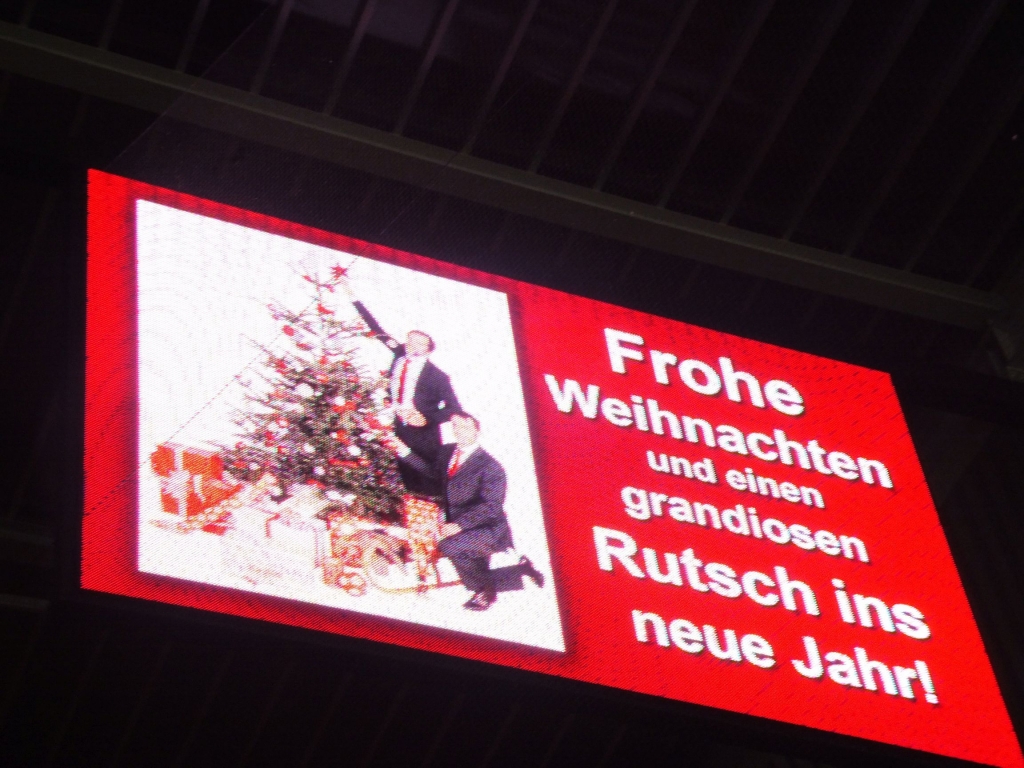 Frohe
Weihnachten
und einen
grandiosen
Rutsch ins
neue Jahr!